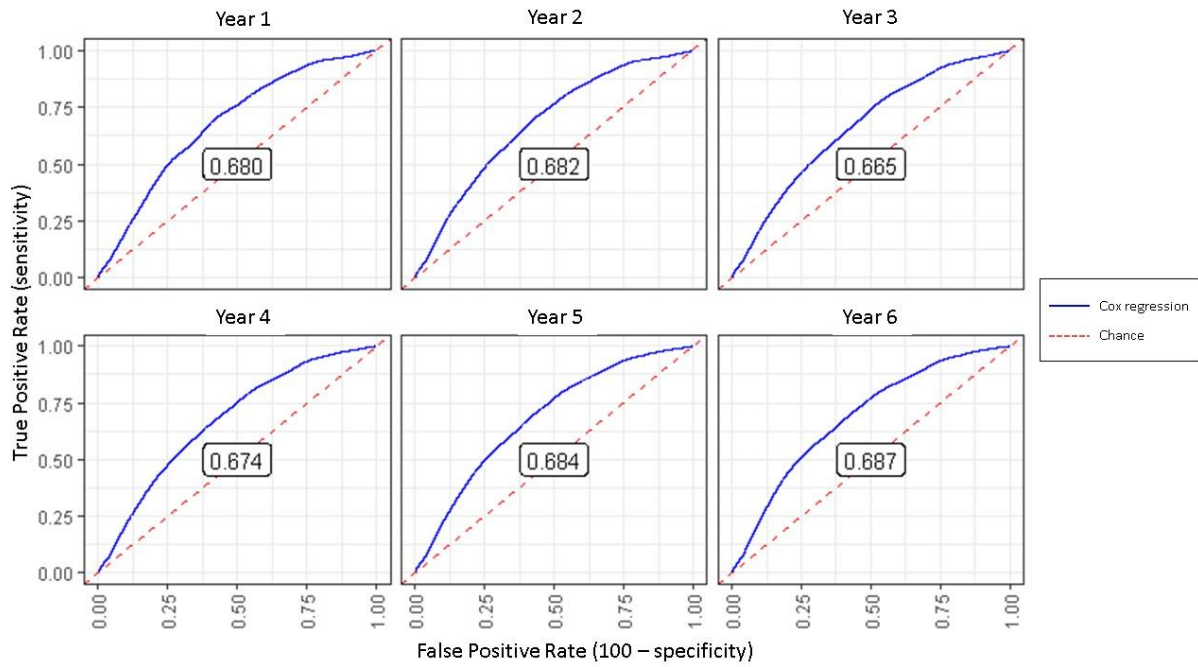 Year 1
Year 2
Year 3
1.00
0.75
0.50
0.25
0.00
0.680
0.682
0.665
Year 4
Year 5
Year 6
1.00
0.75
0.50
0.25
0.00
0.674
0.684
0.687
0.00 0.25 0.50 0.75 1.00
0.00 0.25 0.50 0.75 1.00
0.00 0.25 0.50 0.75 1.00
True Positive Rate (sensitivity)
False Positive Rate (100 – specificity)
Cox regression
Chance